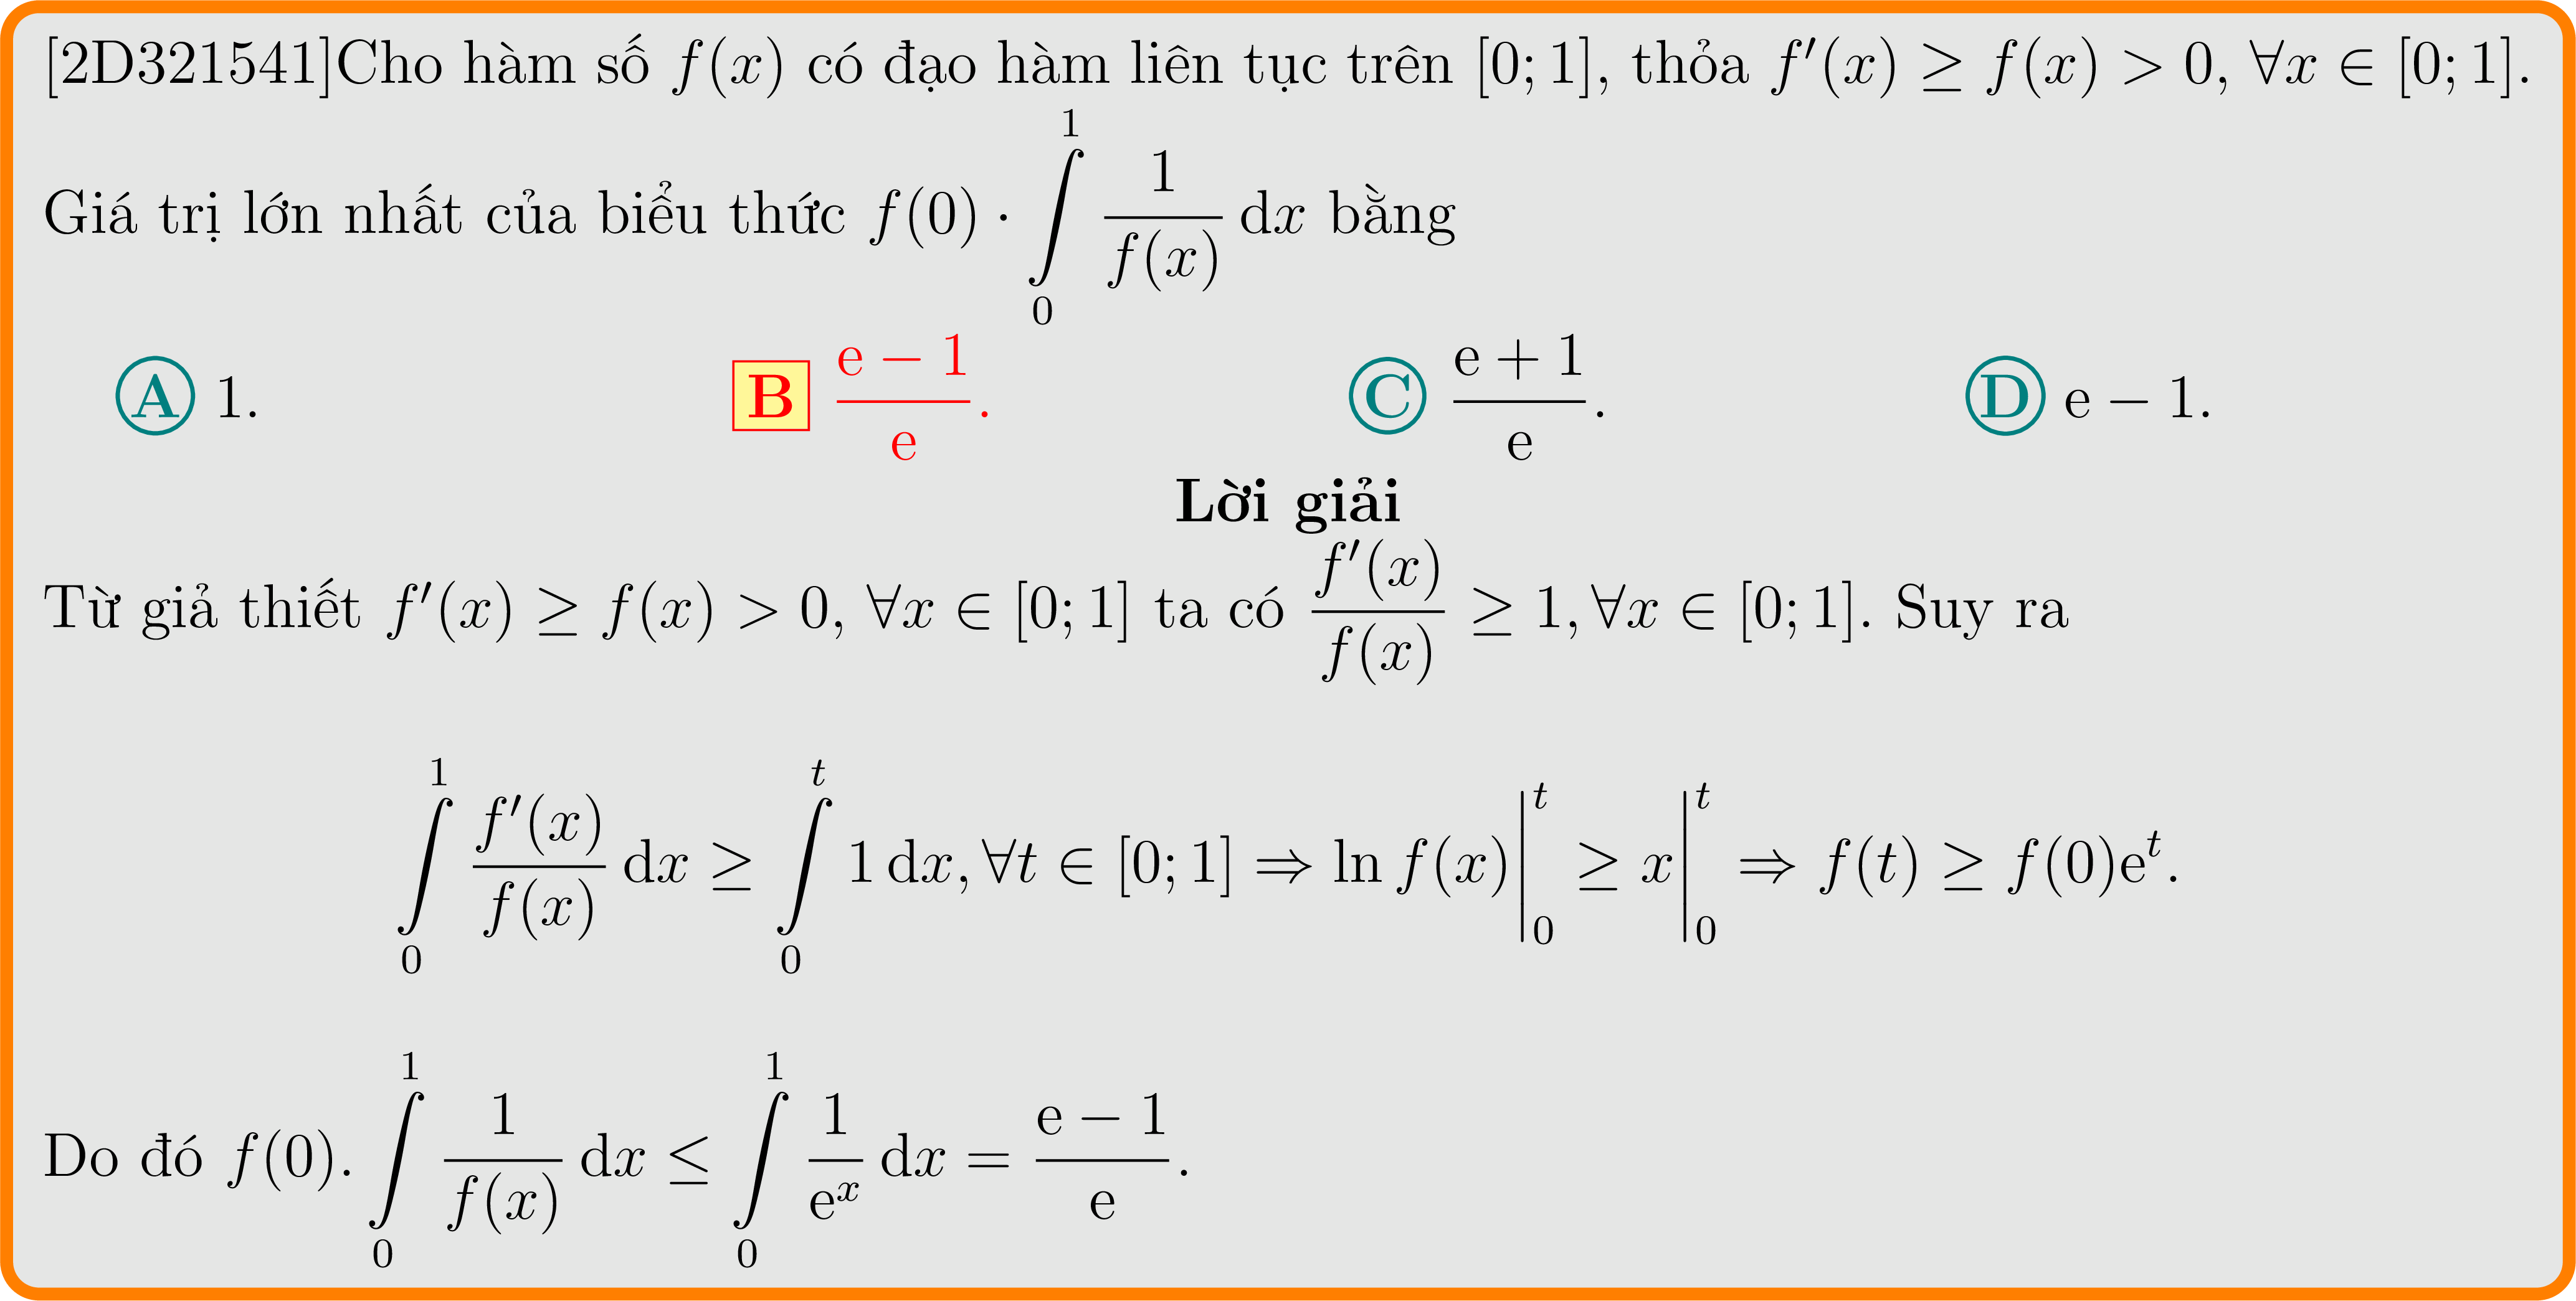 [2D321541]Cho hàm số $f(x)$ có đạo hàm liên tục trên $[0;1]$, thỏa $f'(x) \geq f(x) > 0, \forall x \in [0;1]$.
Giá trị lớn nhất của biểu thức $f(0) \cdot \int\limits_0^1 \frac{1}{f(x)} \mathrm{d}x$ bằng
A 1. B $\frac{\mathrm{e}-1}{\mathrm{e}}$. C $\frac{\mathrm{e}+1}{\mathrm{e}}$. D $\mathrm{e}-1$.
Lời giải
Từ giả thiết $f'(x) \geq f(x) > 0, \forall x \in [0;1]$ ta có $\frac{f'(x)}{f(x)} \geq 1, \forall x \in [0;1]$. Suy ra
$\int\limits_0^1 \frac{f'(x)}{f(x)} \mathrm{d}x \geq \int\limits_0^t 1 \mathrm{d}x, \forall t \in [0;1] \Rightarrow \ln f(x) \Big|_0^t \geq x \Big|_0^t \Rightarrow f(t) \geq f(0)\mathrm{e}^t.$
Do đó $f(0). \int\limits_0^1 \frac{1}{f(x)} \mathrm{d}x \leq \int\limits_0^1 \frac{1}{\mathrm{e}^x} \mathrm{d}x = \frac{\mathrm{e}-1}{\mathrm{e}}$.